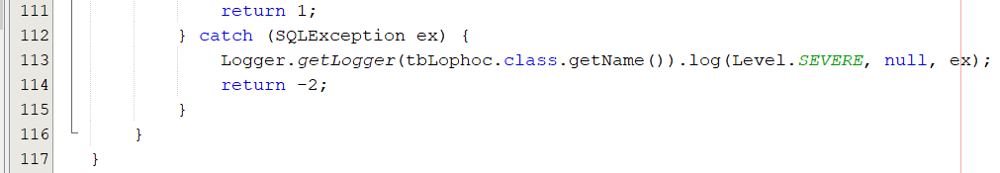 111 return 1;
112 } catch (SQLException ex) {
113 Logger.getLogger(tbLophoc.class.getName()).log(Level.SEVERE, null, ex);
114 return -2;
115 }
116 }
117 }